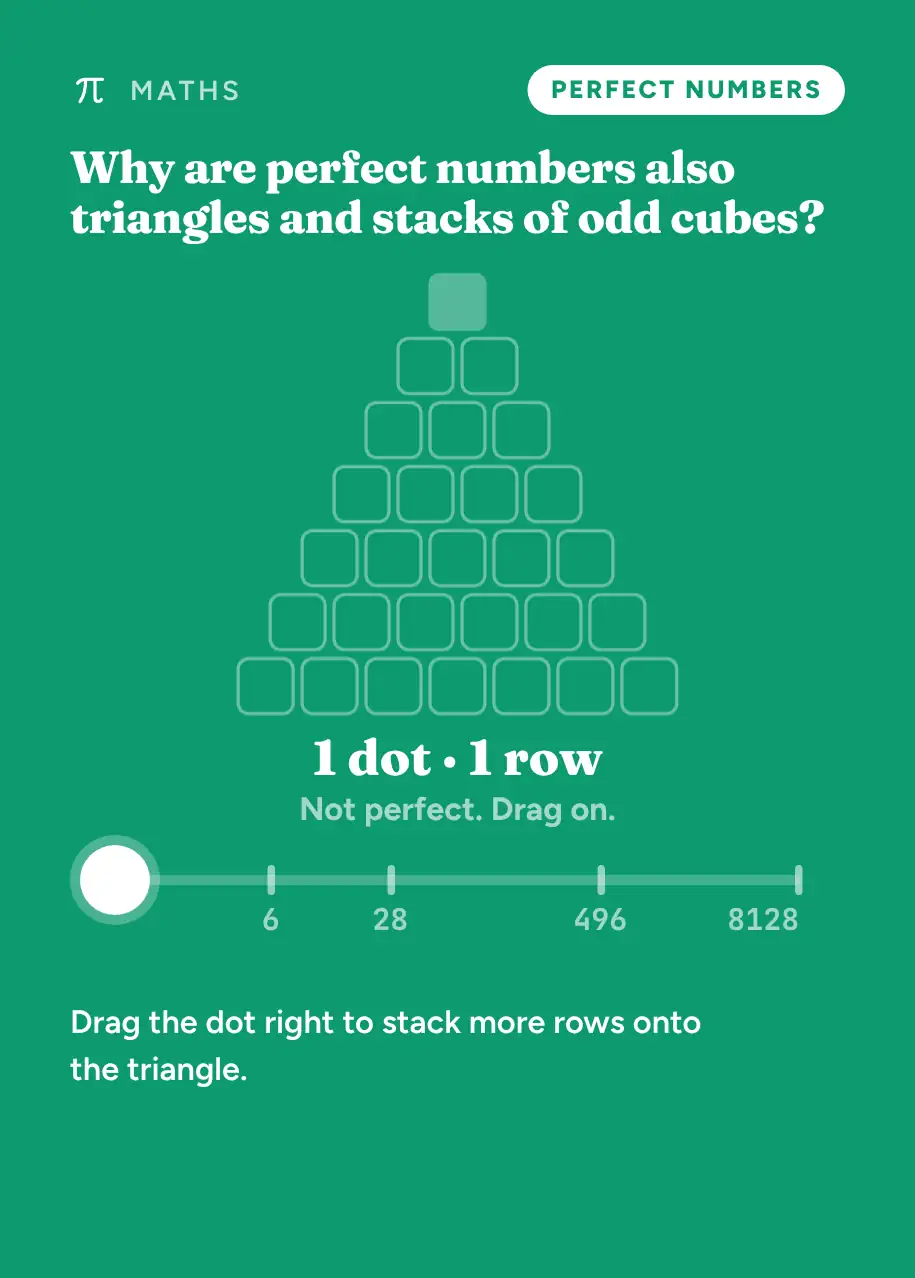 π MATHS
PERFECT NUMBERS
Why are perfect numbers also
triangles and stacks of odd cubes?
1 dot · 1 row
Not perfect. Drag on.
6 28 496 8128
Drag the dot right to stack more rows onto
the triangle.